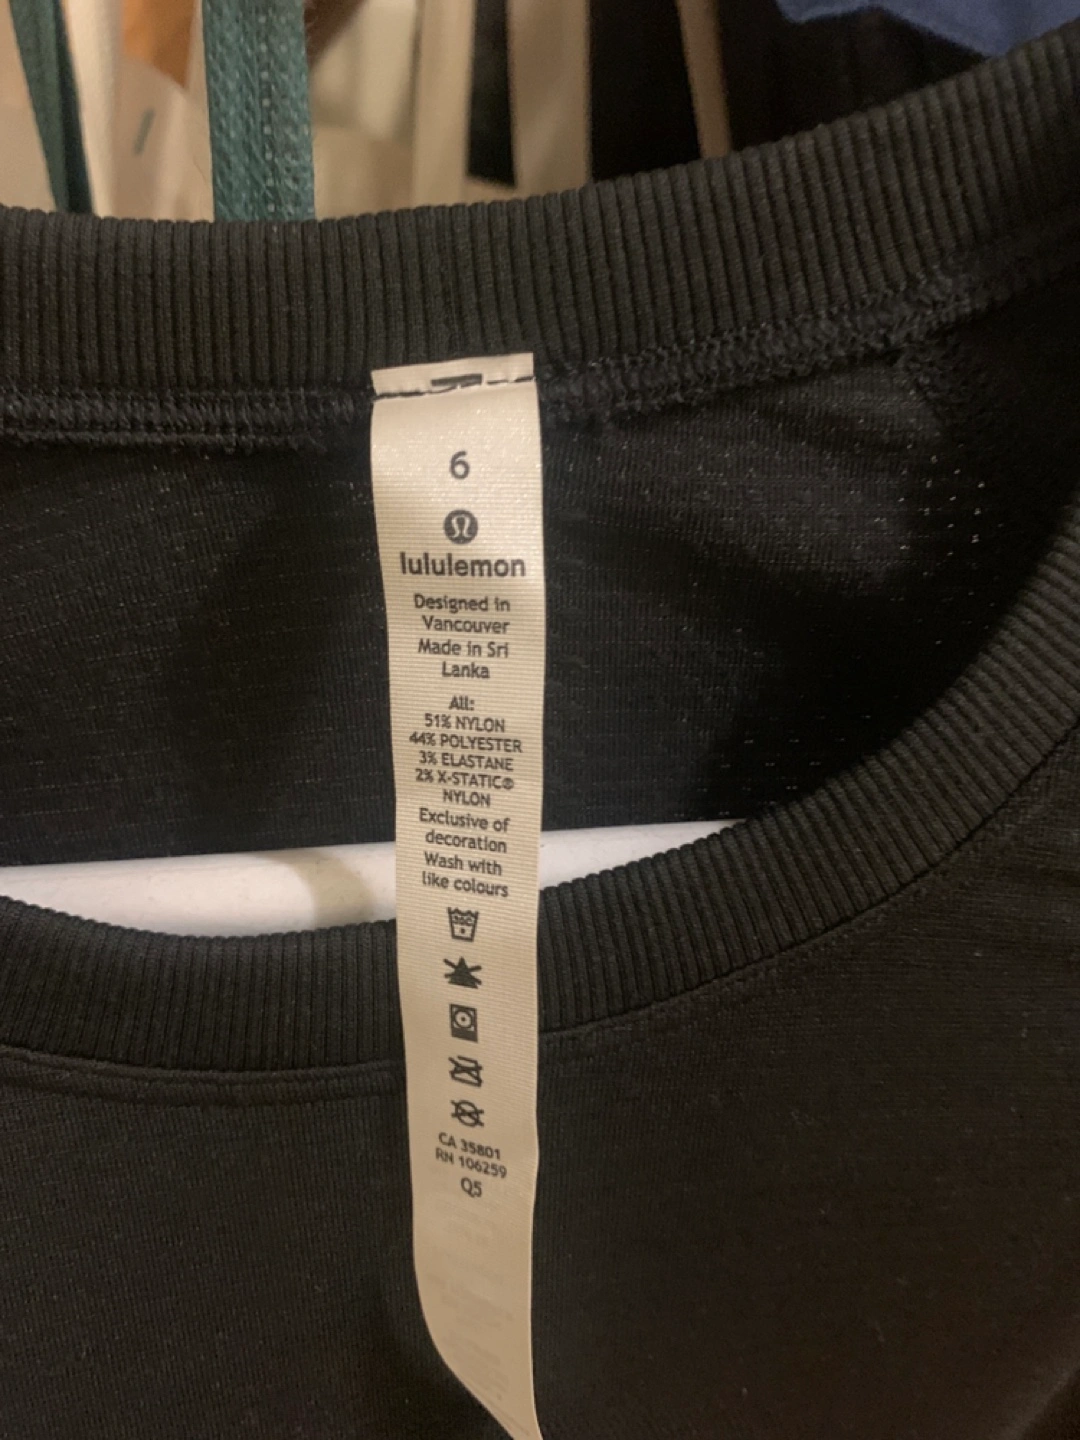 6
lululemon
Designed in
Vancouver
Made in Sri
Lanka
All:
51% NYLON
44% POLYESTER
3% ELASTANE
2% X-STATIC®
NYLON
Exclusive of
decoration
Wash with
like colours
CA 35801
RN 106259
Q5